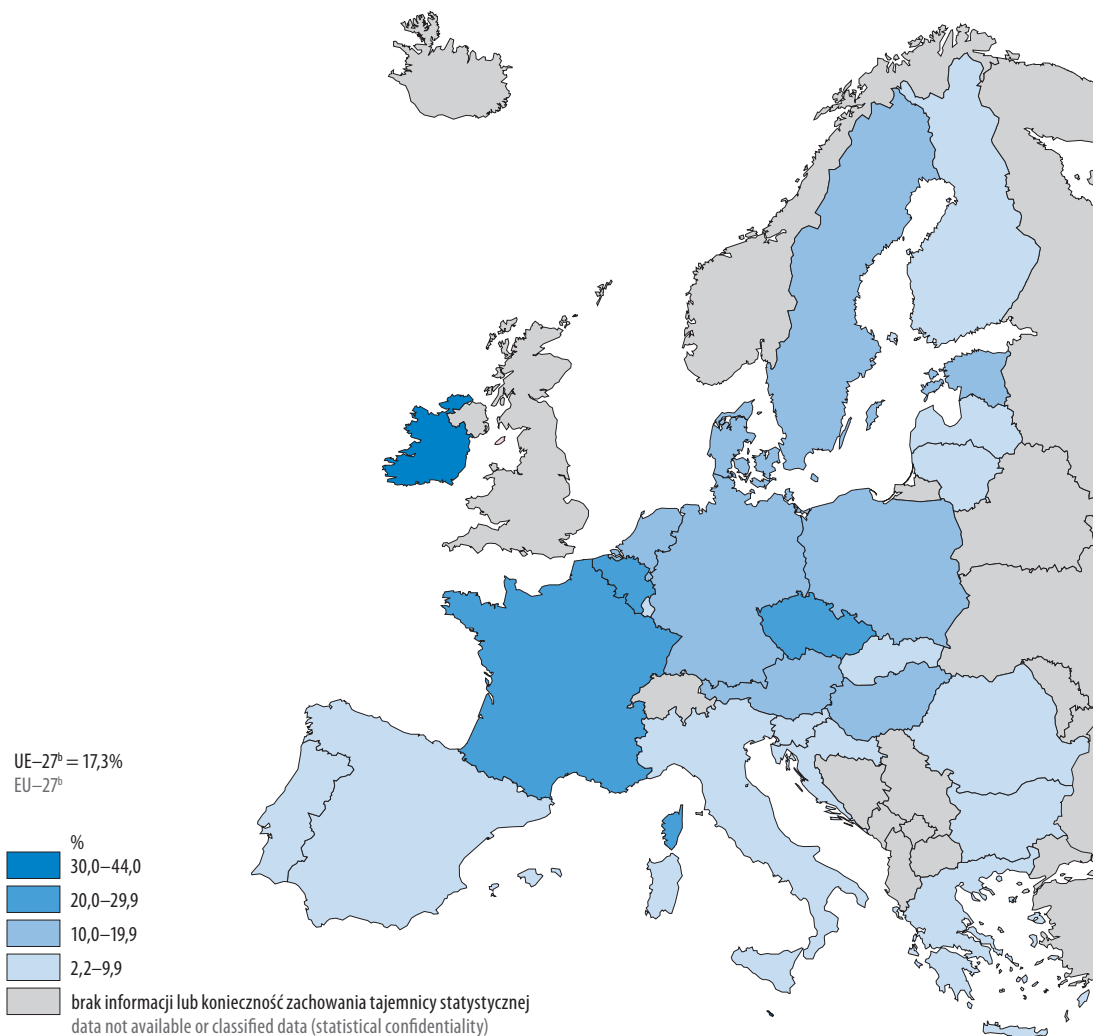 UE–27ᵇ = 17,3%
EU–27ᵇ
%
30,0–44,0
20,0–29,9
10,0–19,9
2,2–9,9
brak informacji lub konieczność zachowania tajemnicy statystycznej
data not available or classified data (statistical confidentiality)